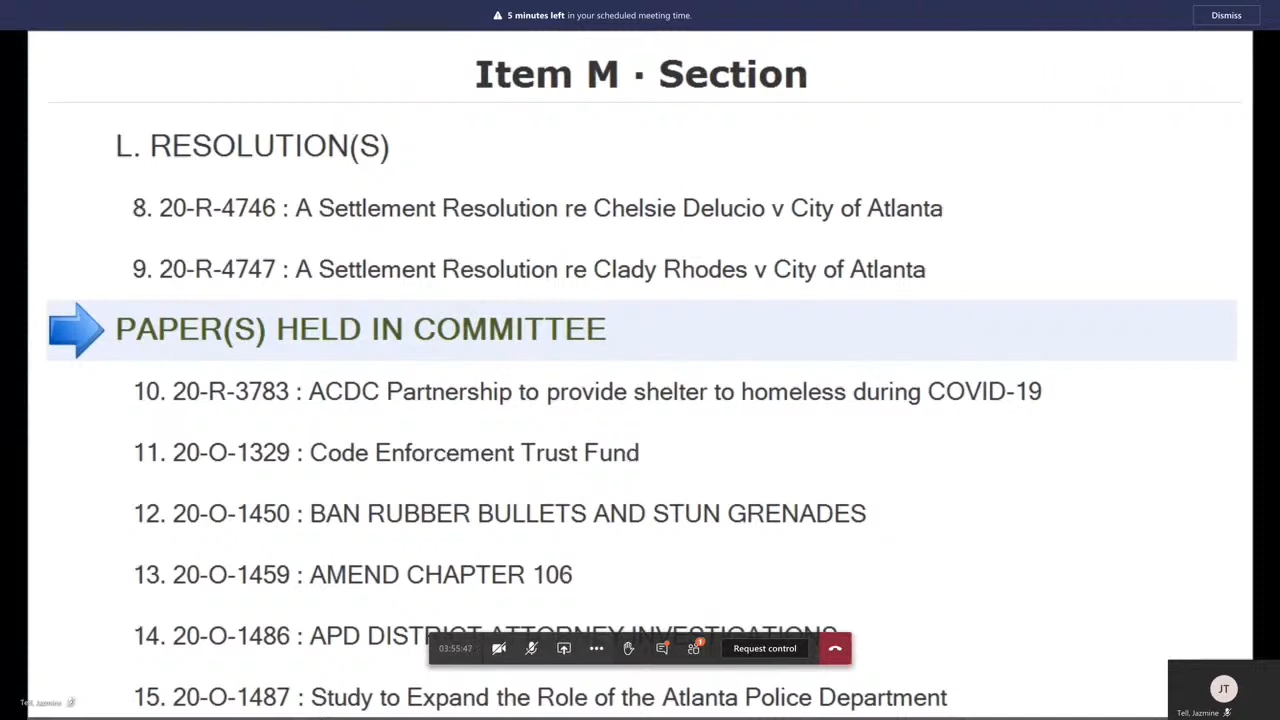 5 minutes left in your scheduled meeting time.
Dismiss
Item M · Section
L. RESOLUTION(S)
8. 20-R-4746 : A Settlement Resolution re Chelsie Delucio v City of Atlanta
9. 20-R-4747 : A Settlement Resolution re Clady Rhodes v City of Atlanta
PAPER(S) HELD IN COMMITTEE
10. 20-R-3783 : ACDC Partnership to provide shelter to homeless during COVID-19
11. 20-O-1329 : Code Enforcement Trust Fund
12. 20-O-1450 : BAN RUBBER BULLETS AND STUN GRENADES
13. 20-O-1459 : AMEND CHAPTER 106
14. 20-O-1486 : APD DISTRICT ATTORNEY INVESTIGATIONS
03:55:47
Request control
15. 20-O-1487 : Study to Expand the Role of the Atlanta Police Department
Tell, Jazmine
JT
Tell, Jazmine